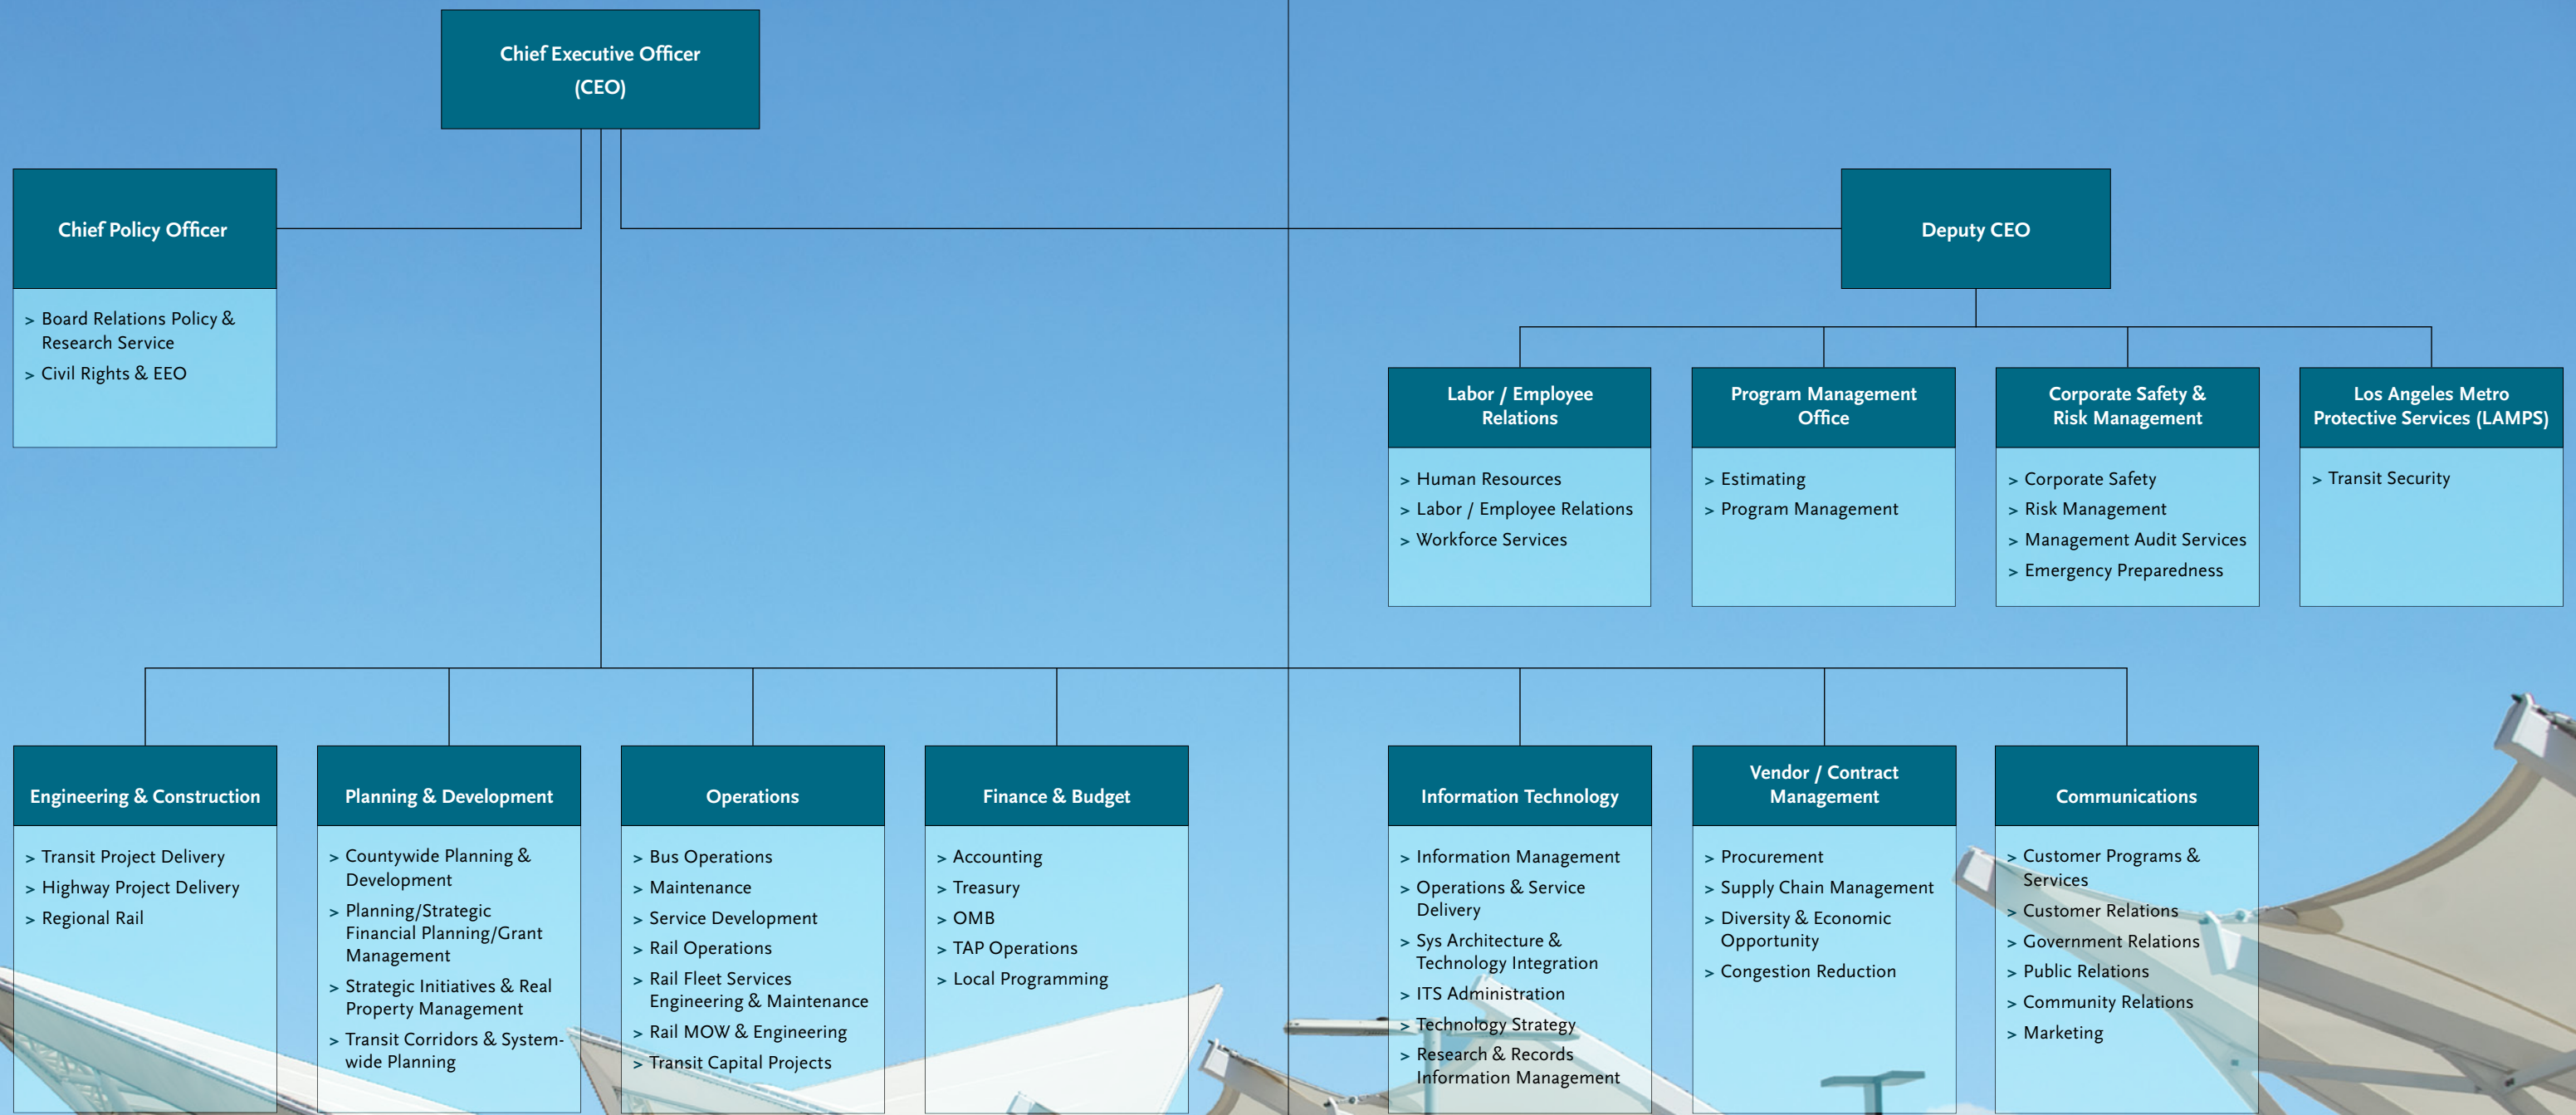 Chief Executive Officer
(CEO)
Chief Policy Officer
> Board Relations Policy &
Research Service
> Civil Rights & EEO
Deputy CEO
Labor / Employee
Relations
> Human Resources
> Labor / Employee Relations
> Workforce Services
Program Management
Office
> Estimating
> Program Management
Corporate Safety &
Risk Management
> Corporate Safety
> Risk Management
> Management Audit Services
> Emergency Preparedness
Los Angeles Metro
Protective Services (LAMPS)
> Transit Security
Engineering & Construction
> Transit Project Delivery
> Highway Project Delivery
> Regional Rail
Planning & Development
> Countywide Planning &
Development
> Planning/Strategic
Financial Planning/Grant
Management
> Strategic Initiatives & Real
Property Management
> Transit Corridors & System-
wide Planning
Operations
> Bus Operations
> Maintenance
> Service Development
> Rail Operations
> Rail Fleet Services
Engineering & Maintenance
> Rail MOW & Engineering
> Transit Capital Projects
Finance & Budget
> Accounting
> Treasury
> OMB
> TAP Operations
> Local Programming
Information Technology
> Information Management
> Operations & Service
Delivery
> Sys Architecture &
Technology Integration
> ITS Administration
> Technology Strategy
> Research & Records
Information Management
Vendor / Contract
Management
> Procurement
> Supply Chain Management
> Diversity & Economic
Opportunity
> Congestion Reduction
Communications
> Customer Programs &
Services
> Customer Relations
> Government Relations
> Public Relations
> Community Relations
> Marketing